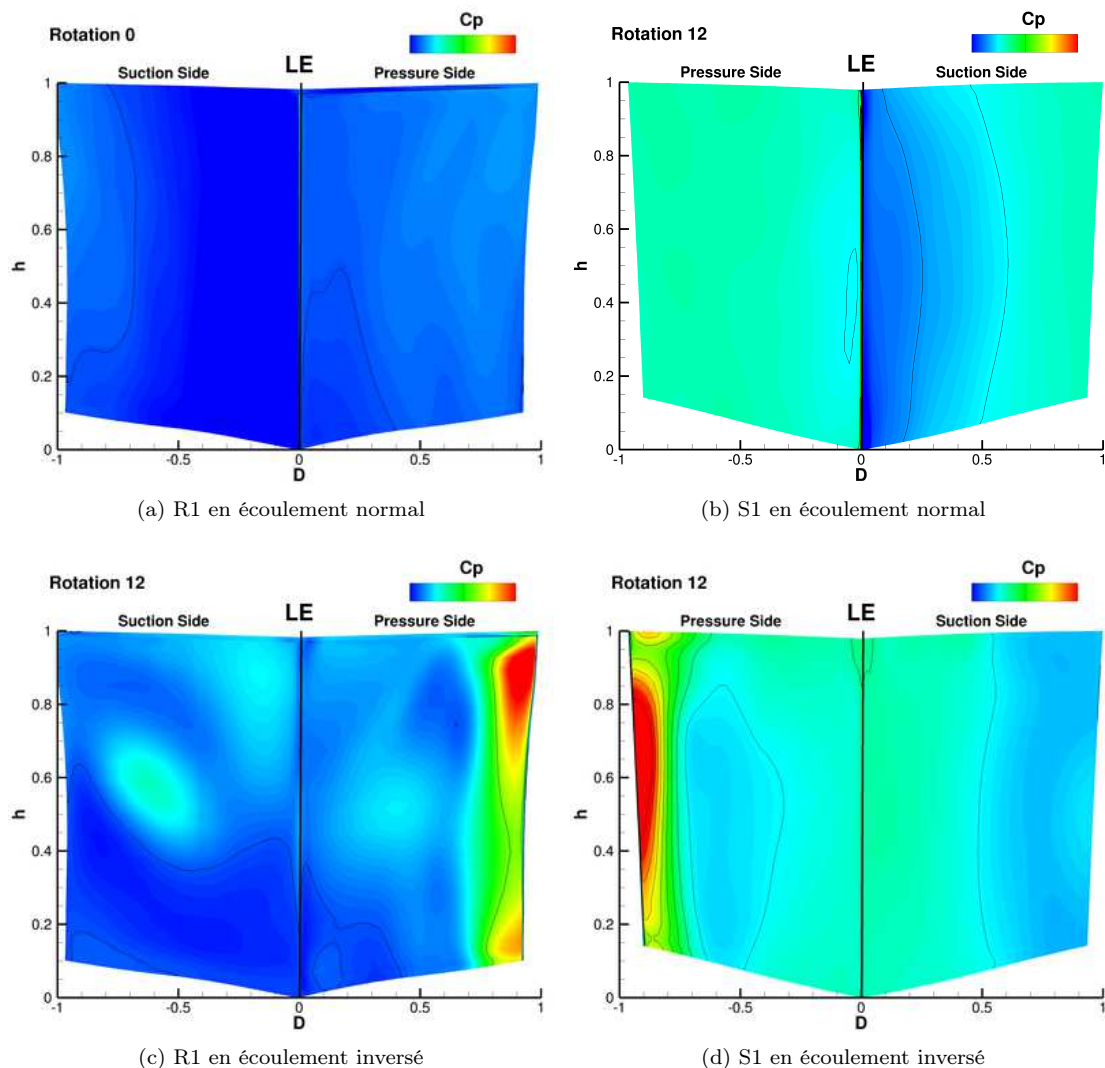 Rotation 0
Cp
Suction Side
LE
Pressure Side
1
0.8
0.6
h
0.4
0.2
0
-1
-0.5
0
0.5
1
D
(a) R1 en écoulement normal
Rotation 12
Cp
Pressure Side
LE
Suction Side
1
0.8
0.6
h
0.4
0.2
0
-1
-0.5
0
0.5
1
D
(b) S1 en écoulement normal
Rotation 12
Cp
Suction Side
LE
Pressure Side
1
0.8
0.6
h
0.4
0.2
0
-1
-0.5
0
0.5
1
D
(c) R1 en écoulement inversé
Rotation 12
Cp
Pressure Side
LE
Suction Side
1
0.8
0.6
h
0.4
0.2
0
-1
-0.5
0
0.5
1
D
(d) S1 en écoulement inversé